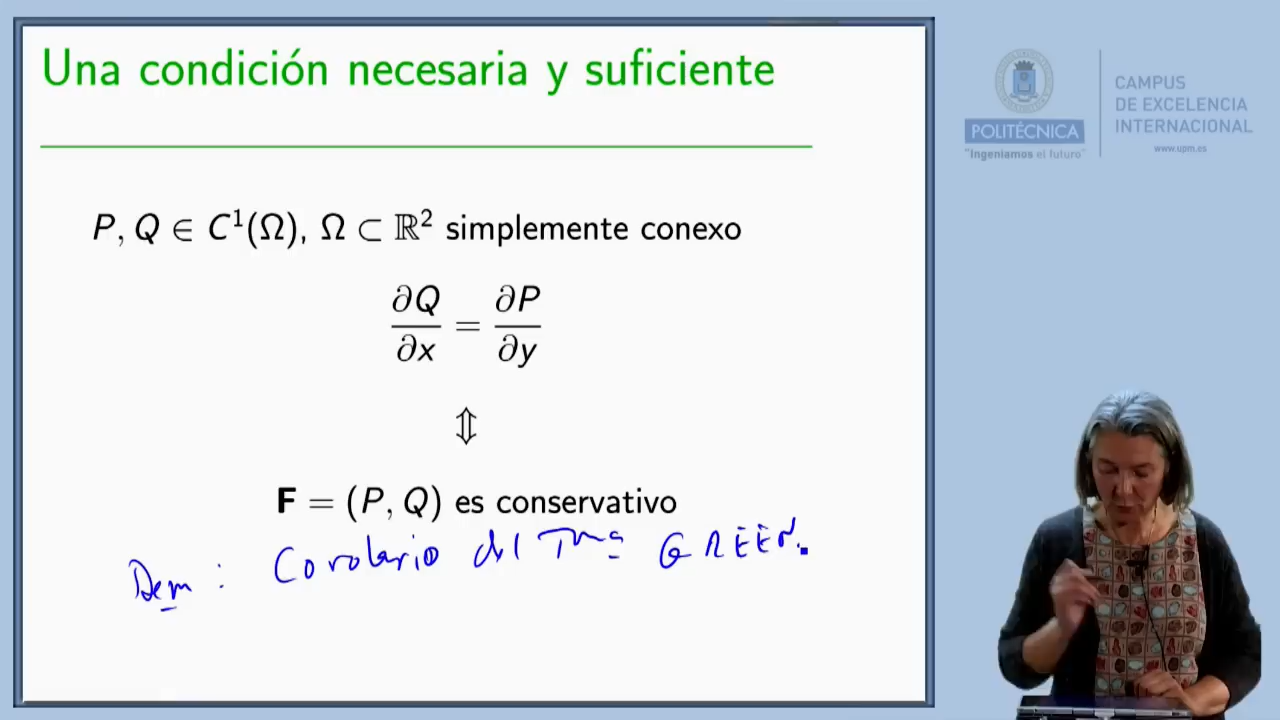 Una condición necesaria y suficiente
P, Q ∈ C¹(Ω), Ω ⊂ ℝ² simplemente conexo
∂Q/∂x = ∂P/∂y
⇕
F = (P, Q) es conservativo
Dem : Corolario del Tma GREEN.
POLITÉCNICA
"Ingeniamos el futuro"
CAMPUS
DE EXCELENCIA
INTERNACIONAL
www.upm.es